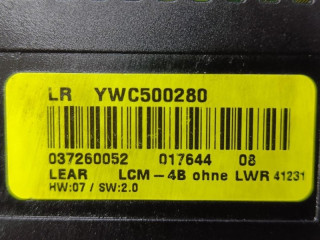 LR YWC500280
037260052 017644 08
LEAR LCM-4B ohne LWR 41231
HW:07 / SW:2.0